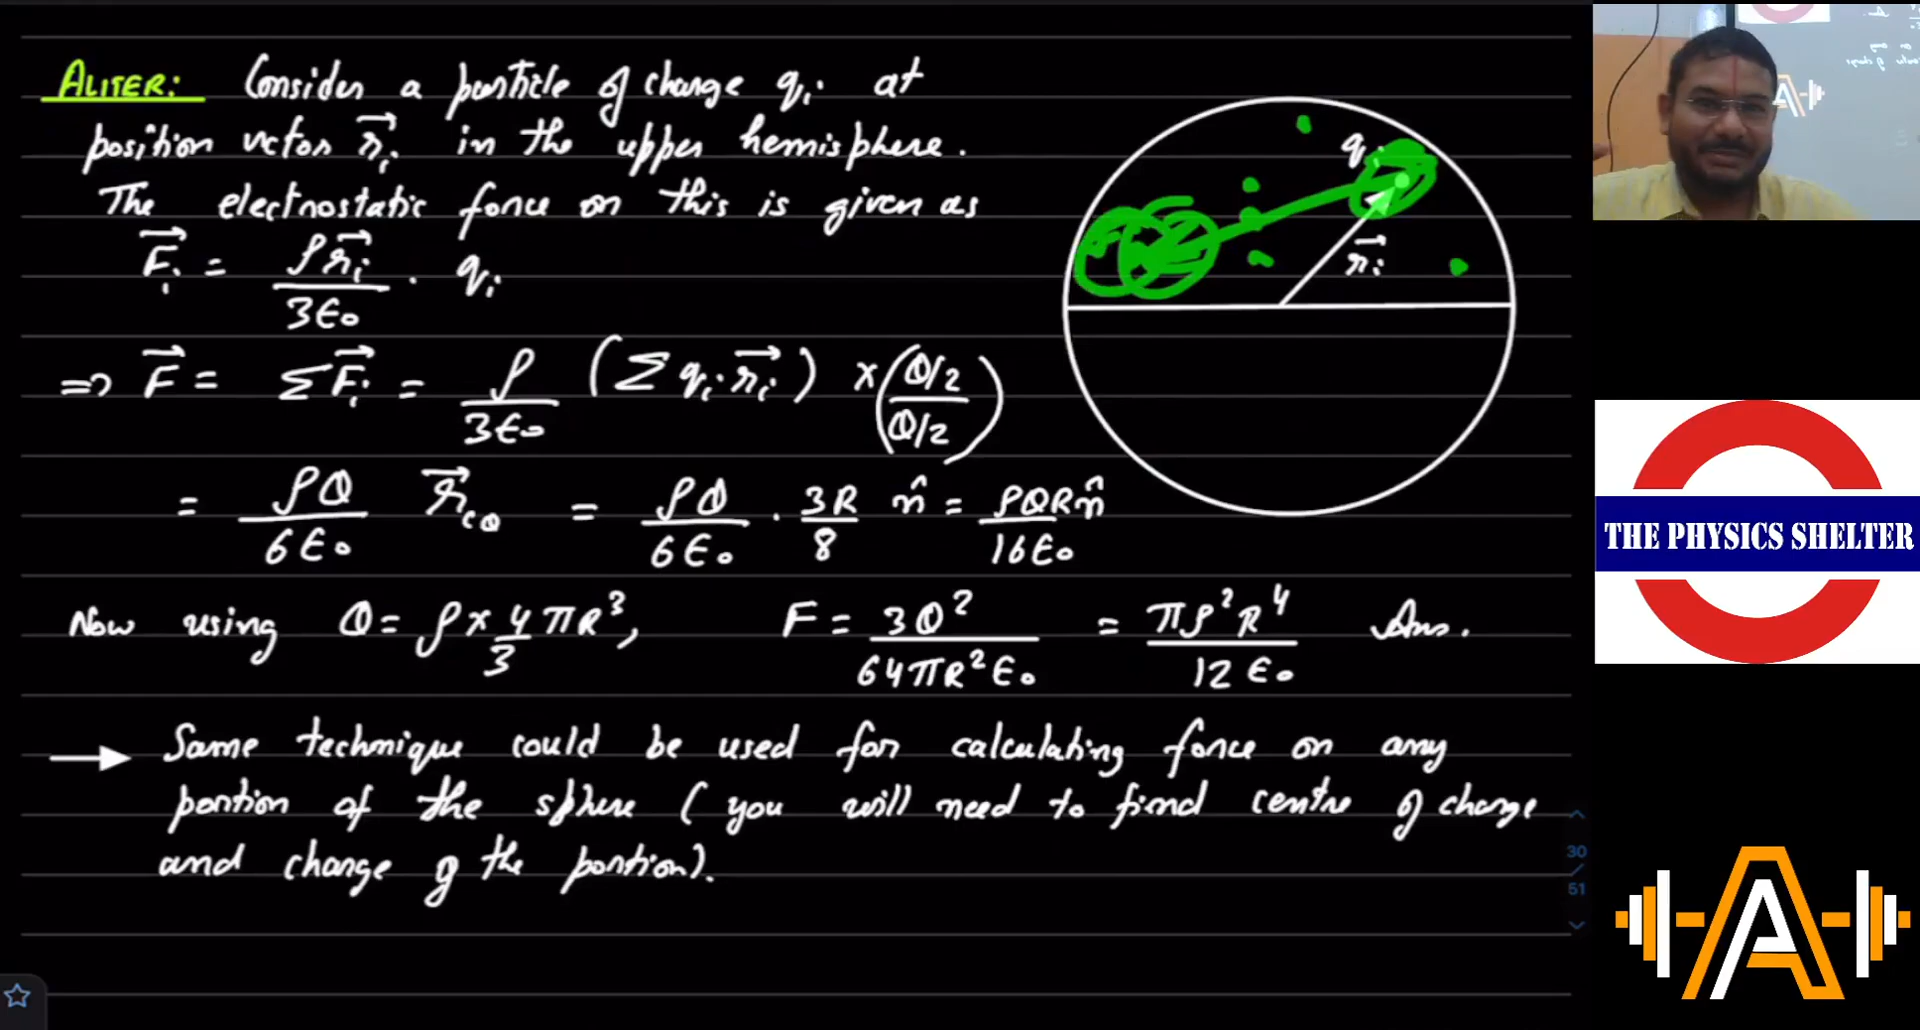 ALITER: Consider a particle of charge qᵢ at
position vector r⃗ᵢ in the upper hemisphere.
The electrostatic force on this is given as
F⃗ᵢ = ρr⃗ᵢ/3ϵ₀ · qᵢ
⇒ F⃗ = ΣF⃗ᵢ = ρ/3ϵ₀ (Σ qᵢ r⃗ᵢ) × (Q/2 / Q/2)
= ρQ/6ϵ₀ r⃗_cQ = ρQ/6ϵ₀ · 3R/8 n̂ = ρQRn̂/16ϵ₀
Now using Q = ρ × 4/3 πR³, F = 3Q²/64πR²ϵ₀ = πρ²R⁴/12ϵ₀ Ans.
→ Same technique could be used for calculating force on any
portion of the sphere (you will need to find centre of charge
and charge of the portion).
qᵢ
r⃗ᵢ
THE PHYSICS SHELTER
A
30
/
51